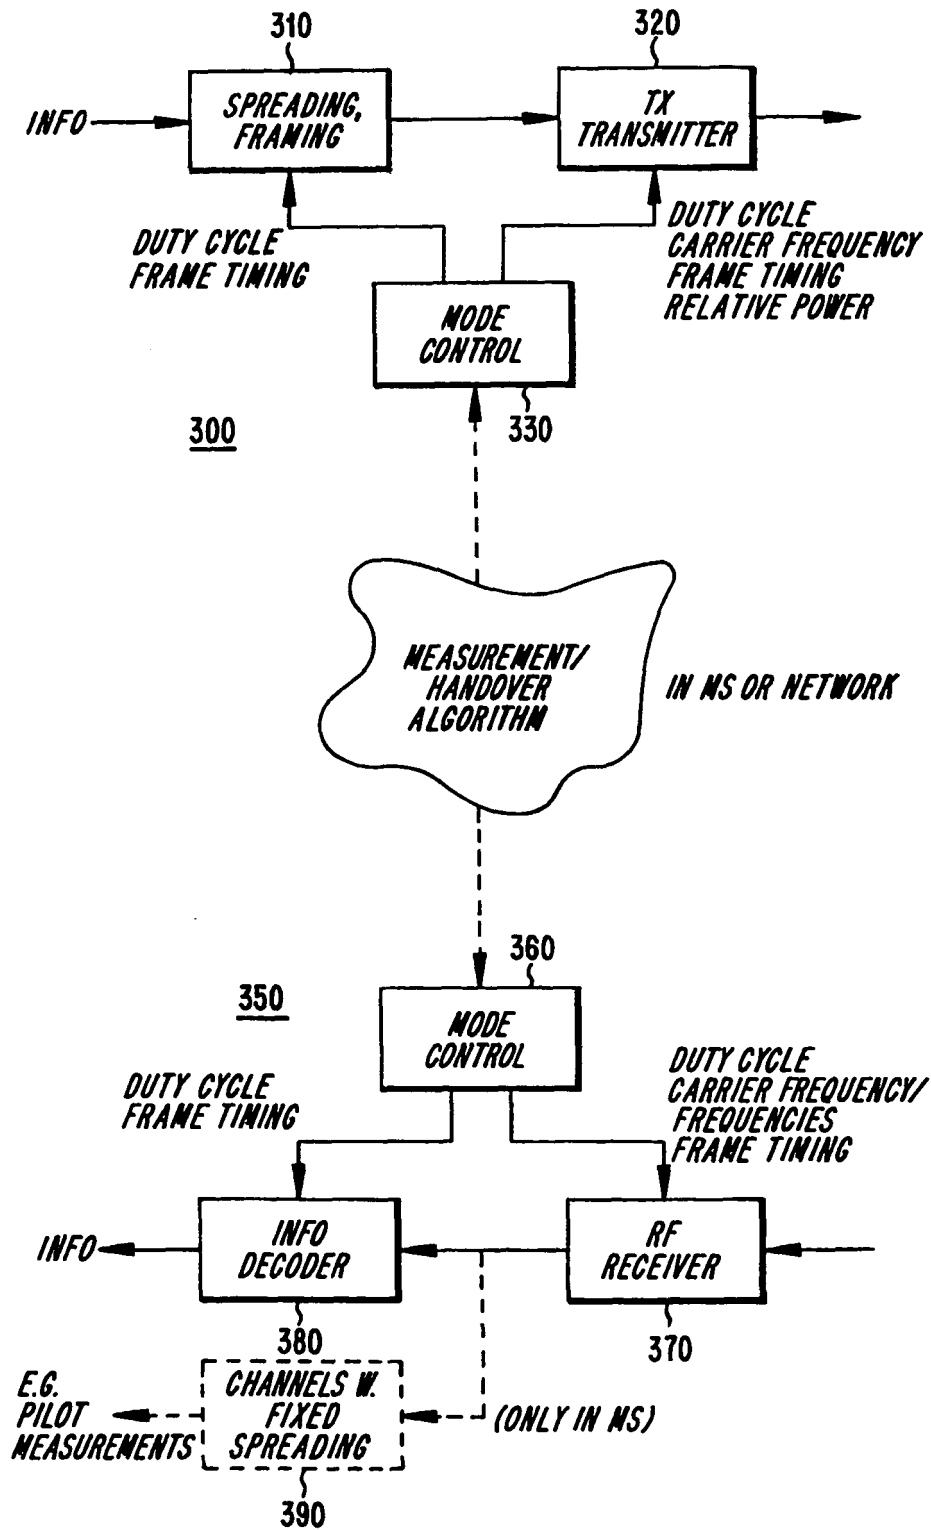 310
320
INFO
SPREADING,
FRAMING
TX
TRANSMITTER
DUTY CYCLE
FRAME TIMING
DUTY CYCLE
CARRIER FREQUENCY
FRAME TIMING
RELATIVE POWER
MODE
CONTROL
330
300
MEASUREMENT/
HANDOVER
ALGORITHM
IN MS OR NETWORK
360
350
MODE
CONTROL
DUTY CYCLE
FRAME TIMING
DUTY CYCLE
CARRIER FREQUENCY/
FREQUENCIES
FRAME TIMING
INFO
INFO
DECODER
RF
RECEIVER
380
370
E.G.
PILOT
MEASUREMENTS
CHANNELS W.
FIXED
SPREADING
(ONLY IN MS)
390